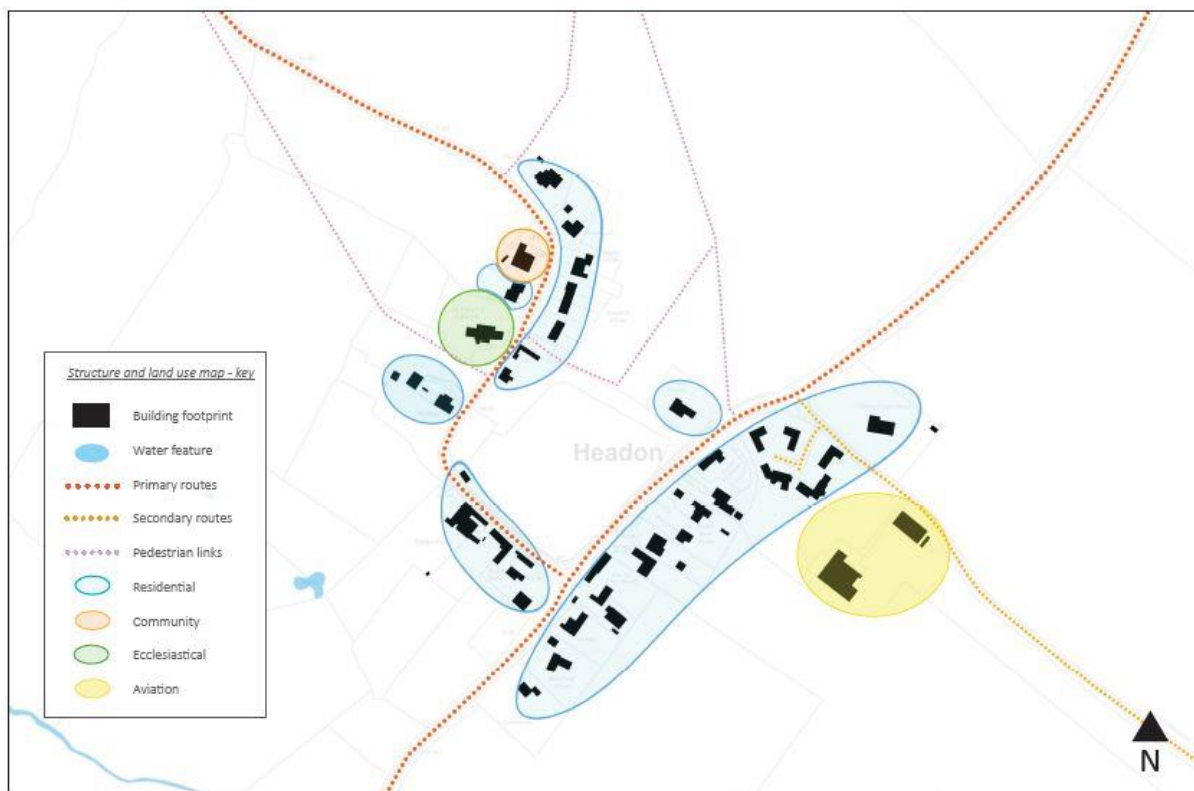 Headon
Structure and land use map - key
Building footprint
Water feature
Primary routes
Secondary routes
Pedestrian links
Residential
Community
Ecclesiastical
Aviation
N